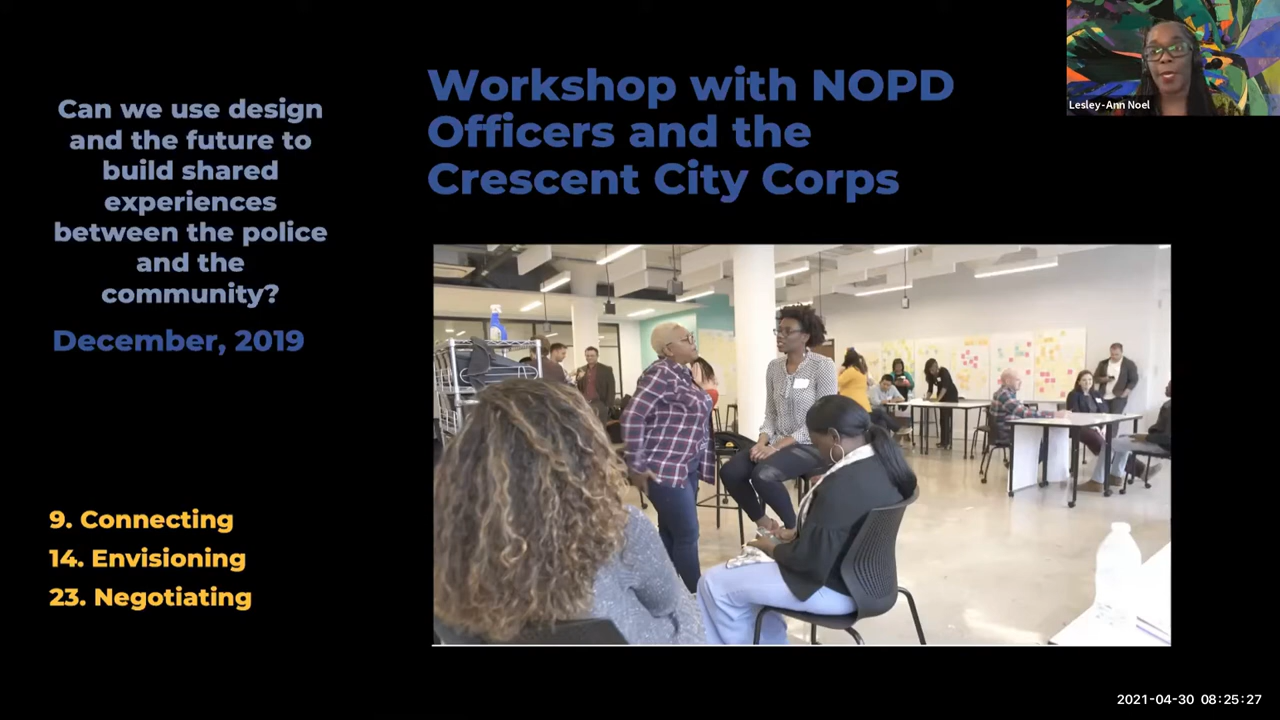 Can we use design
and the future to
build shared
experiences
between the police
and the
community?
December, 2019
Workshop with NOPD
Officers and the
Crescent City Corps
Lesley-Ann Noel
9. Connecting
14. Envisioning
23. Negotiating
2021-04-30 08:25:27